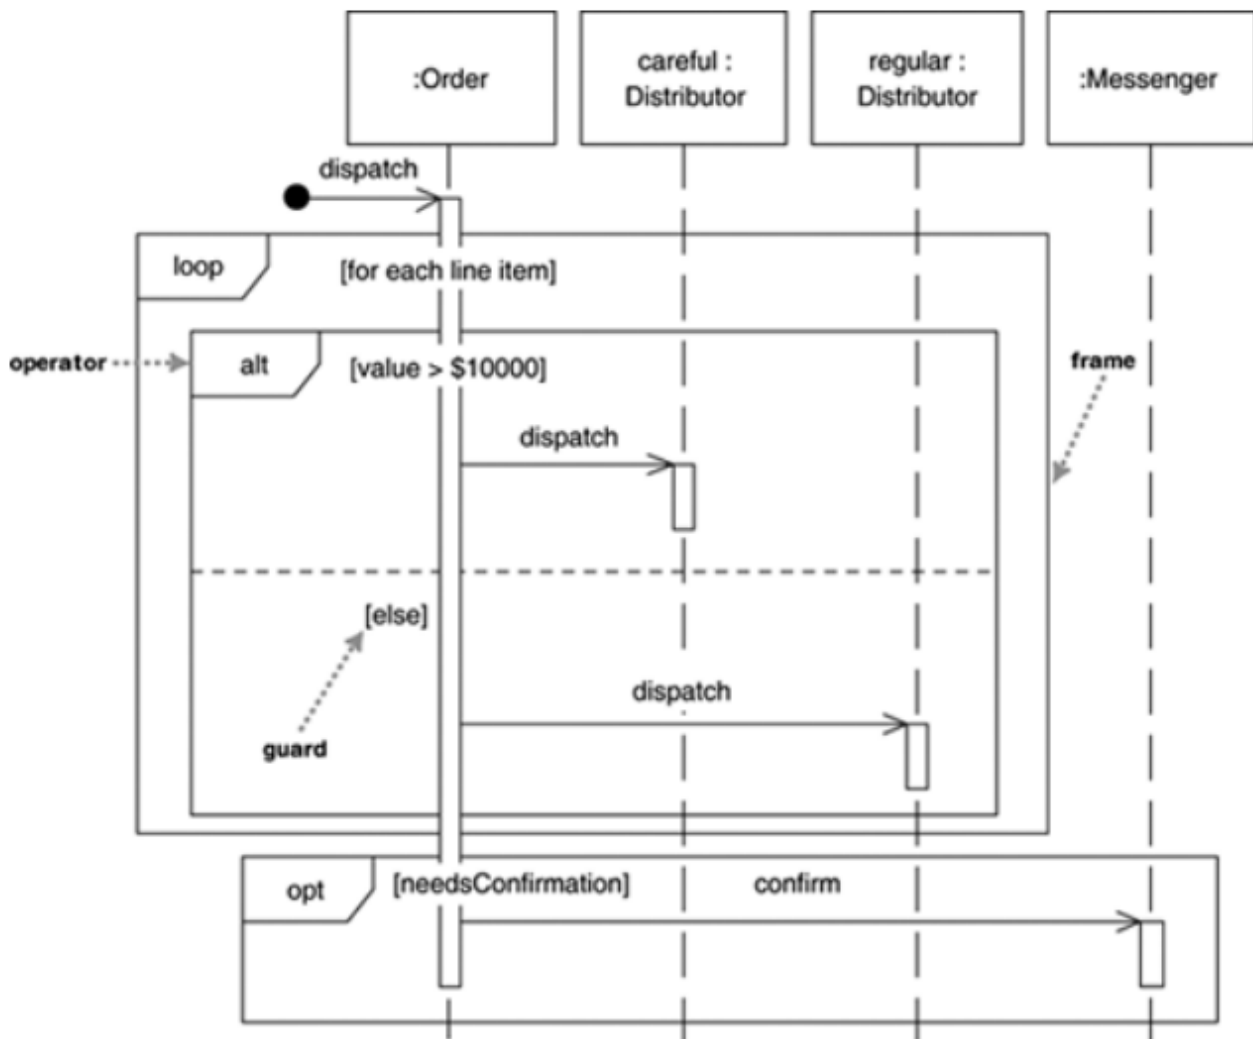 :Order
careful :
Distributor
regular :
Distributor
:Messenger
dispatch
loop
[for each line item]
operator
alt
[value > $10000]
frame
dispatch
[else]
dispatch
guard
opt
[needsConfirmation]
confirm